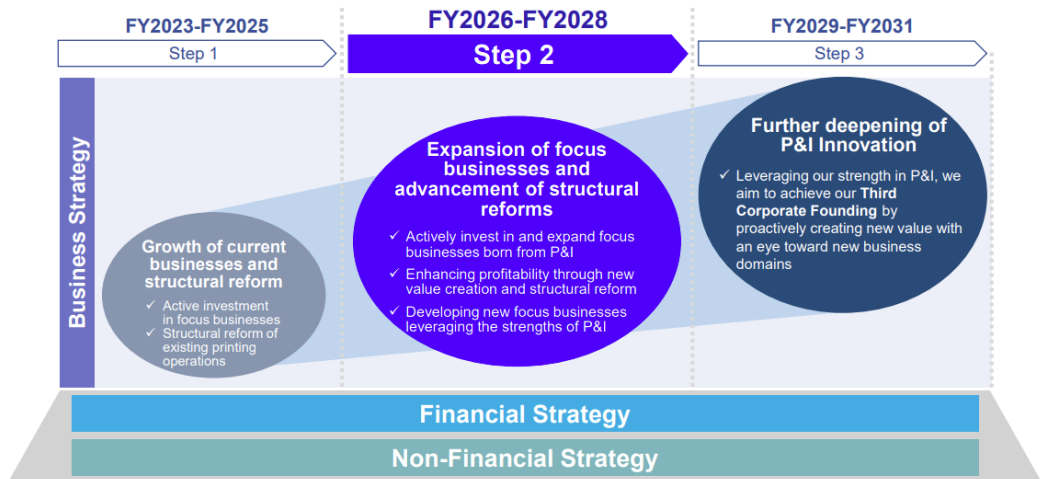 FY2023-FY2025
Step 1
FY2026-FY2028
Step 2
FY2029-FY2031
Step 3
Business Strategy
Growth of current
businesses and
structural reform
✓ Active investment
in focus businesses
✓ Structural reform of
existing printing
operations
Expansion of focus
businesses and
advancement of structural
reforms
✓ Actively invest in and expand focus
businesses born from P&I
✓ Enhancing profitability through new
value creation and structural reform
✓ Developing new focus businesses
leveraging the strengths of P&I
Further deepening of
P&I Innovation
✓ Leveraging our strength in P&I, we
aim to achieve our Third
Corporate Founding by
proactively creating new value with
an eye toward new business
domains
Financial Strategy
Non-Financial Strategy